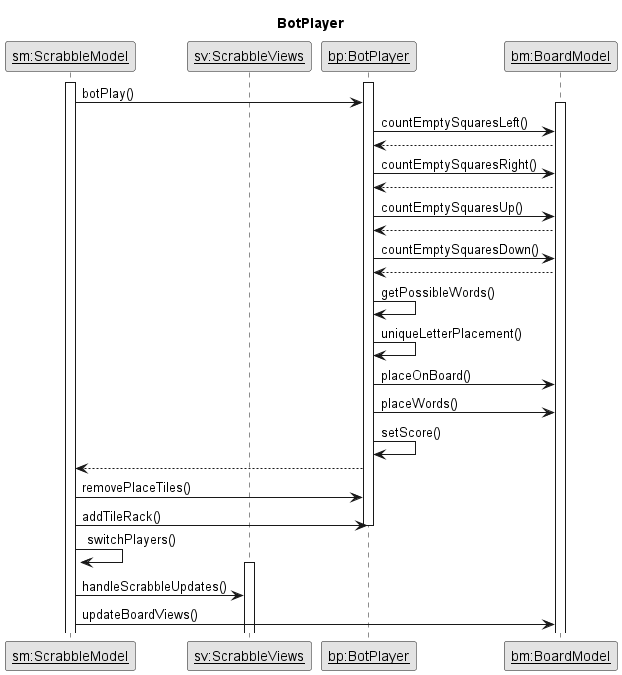 BotPlayer
sm:ScrabbleModel sv:ScrabbleViews bp:BotPlayer bm:BoardModel
botPlay()
countEmptySquaresLeft()
countEmptySquaresRight()
countEmptySquaresUp()
countEmptySquaresDown()
getPossibleWords()
uniqueLetterPlacement()
placeOnBoard()
placeWords()
setScore()
removePlaceTiles()
addTileRack()
switchPlayers()
handleScrabbleUpdates()
updateBoardViews()
sm:ScrabbleModel sv:ScrabbleViews bp:BotPlayer bm:BoardModel